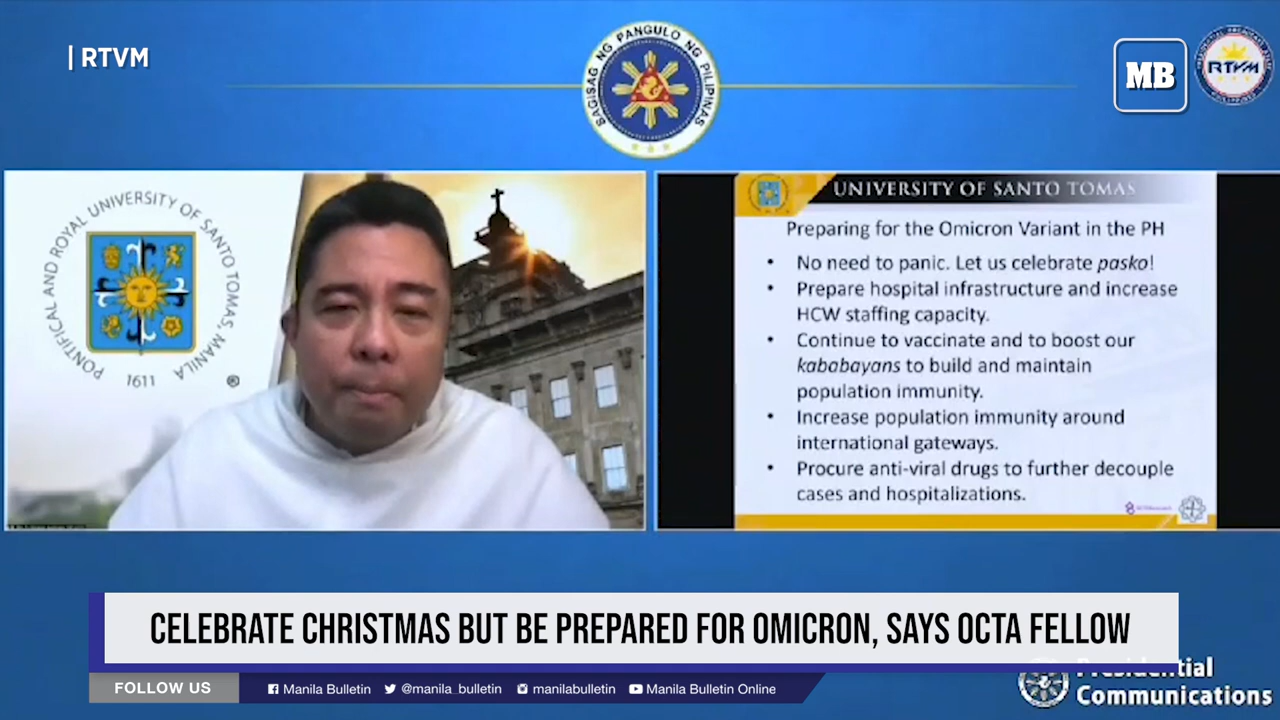 | RTVM
SAGISAG NG PANGULO NG PILIPINAS
MB
RTVM
PONTIFICAL AND ROYAL UNIVERSITY OF SANTO TOMAS, MANILA
1611
®
UNIVERSITY OF SANTO TOMAS
Preparing for the Omicron Variant in the PH
• No need to panic. Let us celebrate pasko!
• Prepare hospital infrastructure and increase
HCW staffing capacity.
• Continue to vaccinate and to boost our
kababayans to build and maintain
population immunity.
• Increase population immunity around
international gateways.
• Procure anti-viral drugs to further decouple
cases and hospitalizations.
CELEBRATE CHRISTMAS BUT BE PREPARED FOR OMICRON, SAYS OCTA FELLOW
FOLLOW US
Manila Bulletin
@manila_bulletin
manilabulletin
Manila Bulletin Online
Presidential
Communications